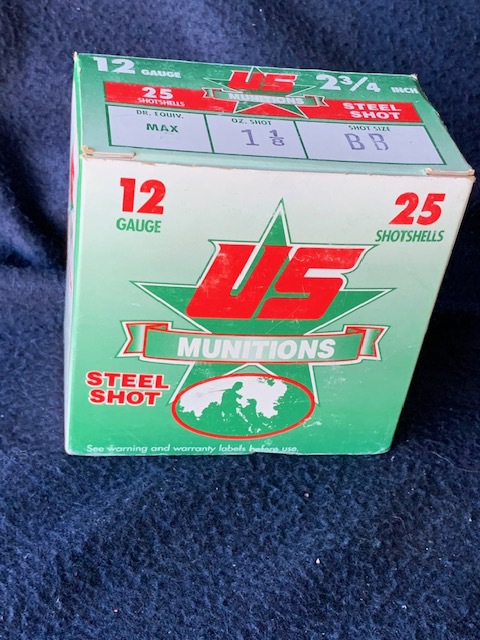 12 GAUGE
US
2 3/4 INCH
25
SHOTSHELLS
MUNITIONS
STEEL
SHOT
DR. EQUIV.
MAX
OZ. SHOT
1 1/8
SHOT SIZE
BB
12
GAUGE
25
SHOTSHELLS
US
MUNITIONS
STEEL
SHOT
See warning and warranty labels before use.